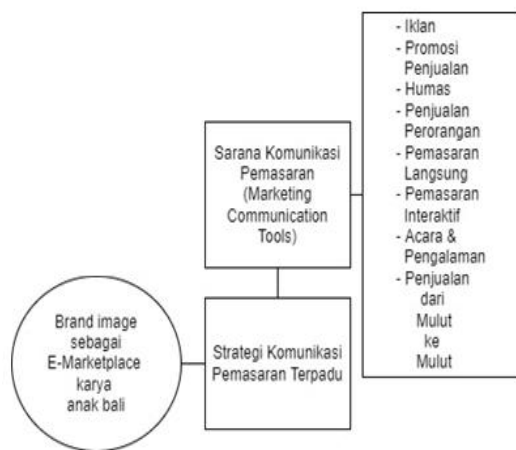 - Iklan
- Promosi
Penjualan
- Humas
- Penjualan
Perorangan
- Pemasaran
Langsung
- Pemasaran
Interaktif
- Acara &
Pengalaman
- Penjualan
dari
Mulut
ke
Mulut
Sarana Komunikasi
Pemasaran
(Marketing
Communication
Tools)
Brand image
sebagai
E-Marketplace
karya
anak bali
Strategi Komunikasi
Pemasaran Terpadu